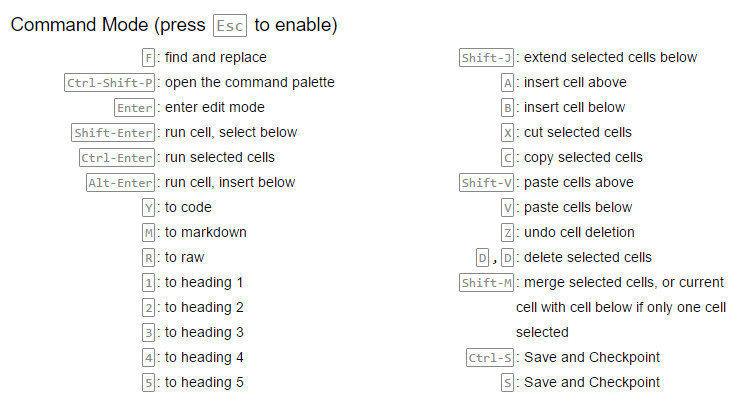 Command Mode (press Esc to enable)
F: find and replace
Ctrl-Shift-P: open the command palette
Enter: enter edit mode
Shift-Enter: run cell, select below
Ctrl-Enter: run selected cells
Alt-Enter: run cell, insert below
Y: to code
M: to markdown
R: to raw
1: to heading 1
2: to heading 2
3: to heading 3
4: to heading 4
5: to heading 5
Shift-J: extend selected cells below
A: insert cell above
B: insert cell below
X: cut selected cells
C: copy selected cells
Shift-V: paste cells above
V: paste cells below
Z: undo cell deletion
D,D: delete selected cells
Shift-M: merge selected cells, or current
cell with cell below if only one cell
selected
Ctrl-S: Save and Checkpoint
S: Save and Checkpoint